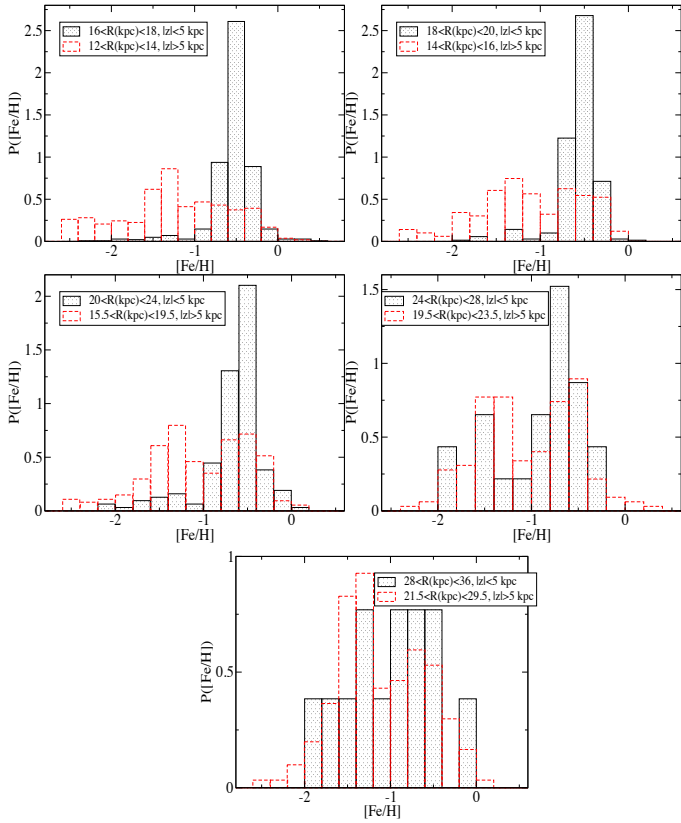 16<R(kpc)<18, |z|<5 kpc
12<R(kpc)<14, |z|>5 kpc
P([Fe/H])
2.5
2
1.5
1
0.5
0
-2
-1
0
[Fe/H]
18<R(kpc)<20, |z|<5 kpc
14<R(kpc)<16, |z|>5 kpc
P([Fe/H])
2.5
2
1.5
1
0.5
0
-2
-1
0
[Fe/H]
20<R(kpc)<24, |z|<5 kpc
15.5<R(kpc)<19.5, |z|>5 kpc
P([Fe/H])
2
1.5
1
0.5
0
-2
-1
0
[Fe/H]
24<R(kpc)<28, |z|<5 kpc
19.5<R(kpc)<23.5, |z|>5 kpc
P([Fe/H])
1.5
1
0.5
0
-2
-1
0
[Fe/H]
28<R(kpc)<36, |z|<5 kpc
21.5<R(kpc)<29.5, |z|>5 kpc
P([Fe/H])
1
0.5
0
-2
-1
0
[Fe/H]